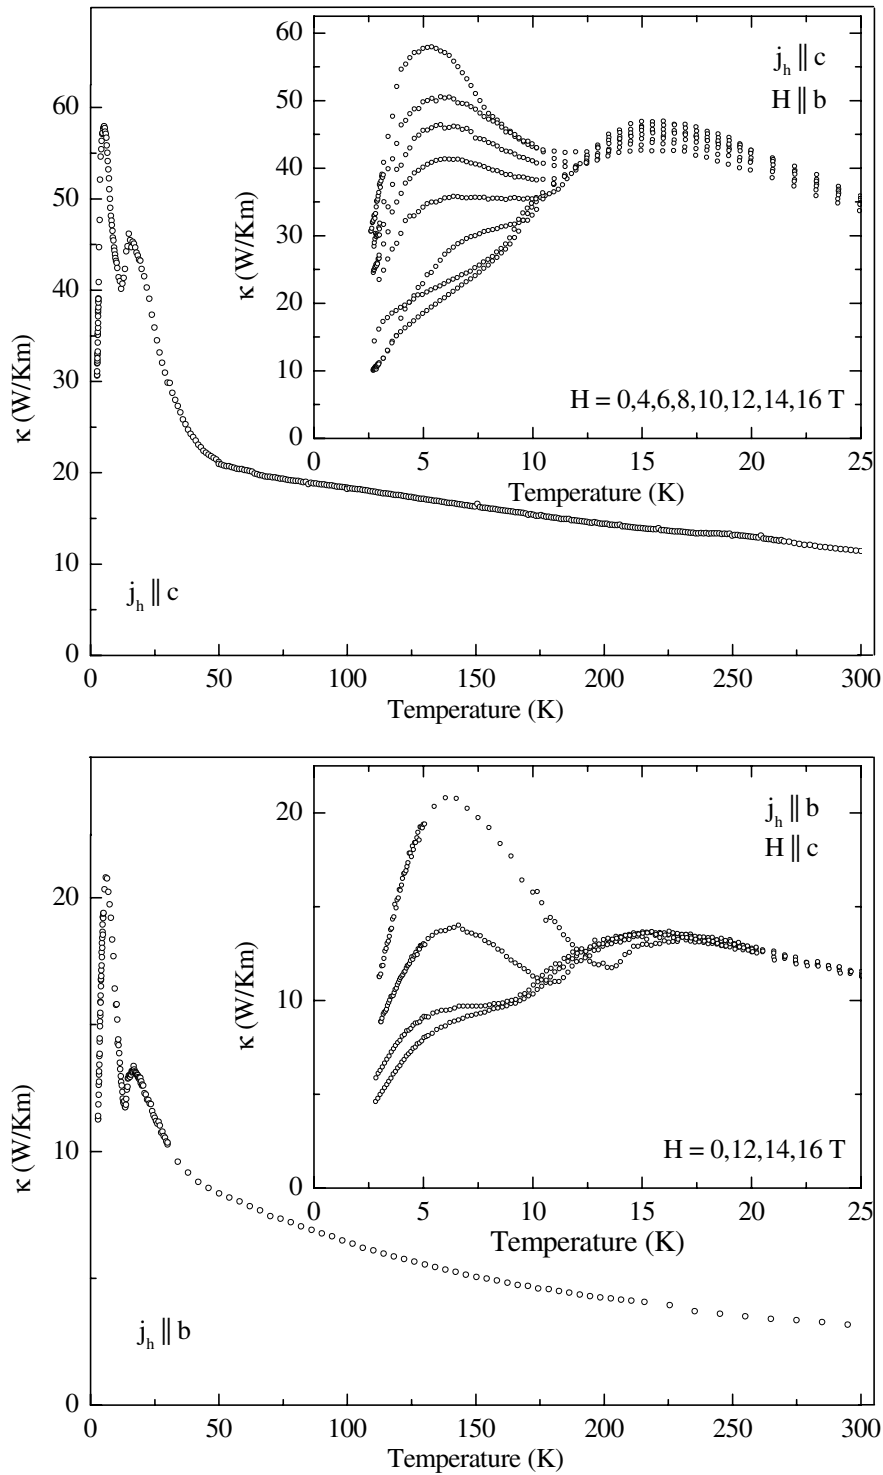 60
j_h || c
H || b
50
40
30
κ (W/Km)
20
10
H = 0,4,6,8,10,12,14,16 T
0
0 5 10 15 20 25
Temperature (K)
60
50
40
κ (W/Km)
30
20
10
j_h || c
0
0 50 100 150 200 250 300
Temperature (K)
20
j_h || b
H || c
κ (W/Km)
10
H = 0,12,14,16 T
0
0 5 10 15 20 25
Temperature (K)
20
κ (W/Km)
10
j_h || b
0
0 50 100 150 200 250 300
Temperature (K)